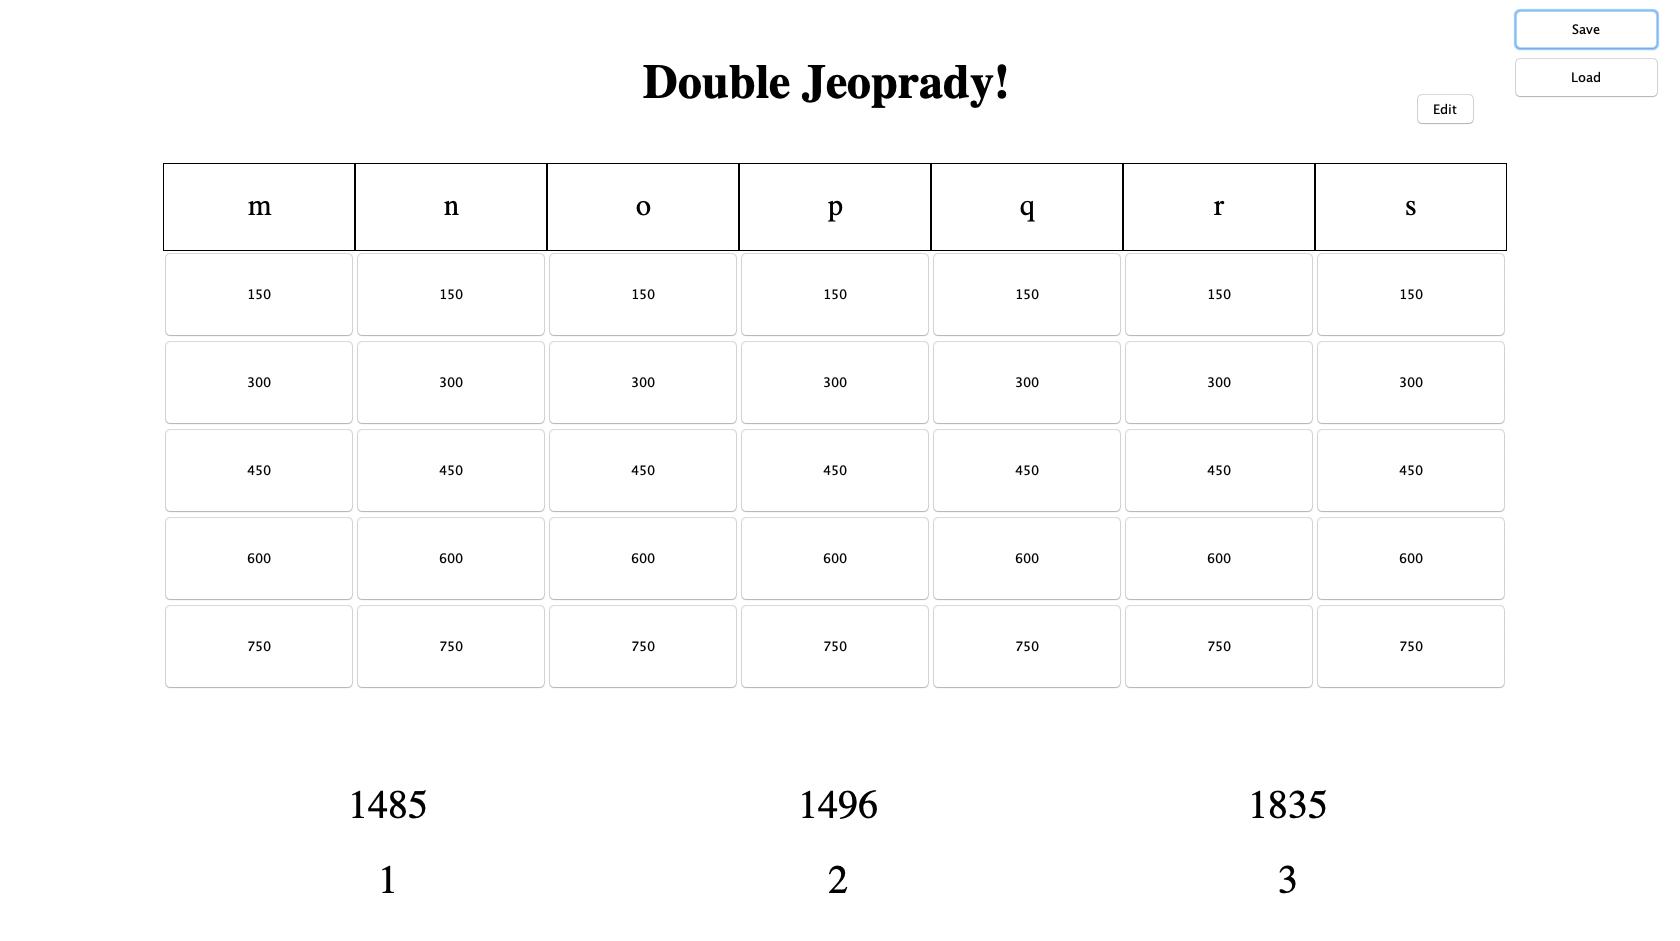 Save
Load
Double Jeoprady!
Edit
m n o p q r s
150 150 150 150 150 150 150
300 300 300 300 300 300 300
450 450 450 450 450 450 450
600 600 600 600 600 600 600
750 750 750 750 750 750 750
1485 1496 1835
1 2 3